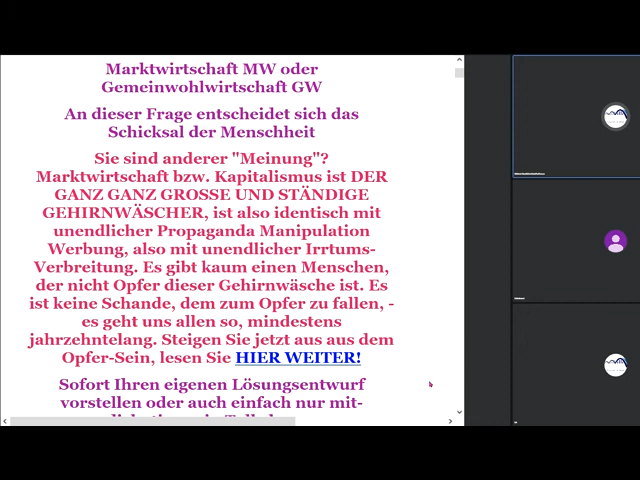 Marktwirtschaft MW oder
Gemeinwohlwirtschaft GW
An dieser Frage entscheidet sich das
Schicksal der Menschheit
Sie sind anderer "Meinung"?
Marktwirtschaft bzw. Kapitalismus ist DER
GANZ GANZ GROSSE UND STÄNDIGE
GEHIRNWÄSCHER, ist also identisch mit
unendlicher Propaganda Manipulation
Werbung, also mit unendlicher Irrtums-
Verbreitung. Es gibt kaum einen Menschen,
der nicht Opfer dieser Gehirnwäsche ist. Es
ist keine Schande, dem zum Opfer zu fallen, -
es geht uns allen so, mindestens
jahrzehntelang. Steigen Sie jetzt aus aus dem
Opfer-Sein, lesen Sie HIER WEITER!
Sofort Ihren eigenen Lösungsentwurf
vorstellen oder auch einfach nur mit-